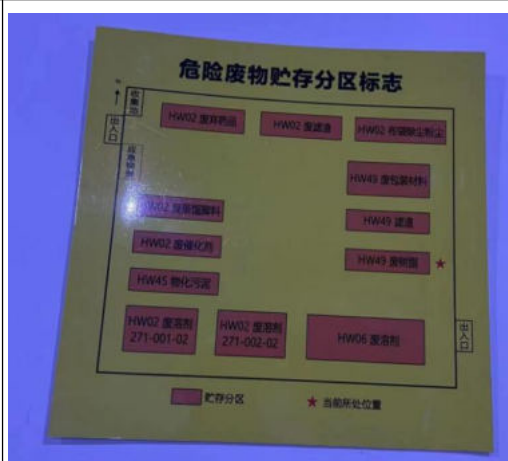 危险废物贮存分区标志
收集池
出入口
HW02 废弃药品
HW02 废滤渣
HW02 布袋除尘粉尘
HW49 废包装材料
HW49 滤渣
HW02 废催化剂
HW49 废树脂
HW45 物化污泥
HW02 废溶剂
271-001-02
HW02 废溶剂
271-002-02
HW06 废溶剂
出入口
贮存分区
★ 当前所处位置